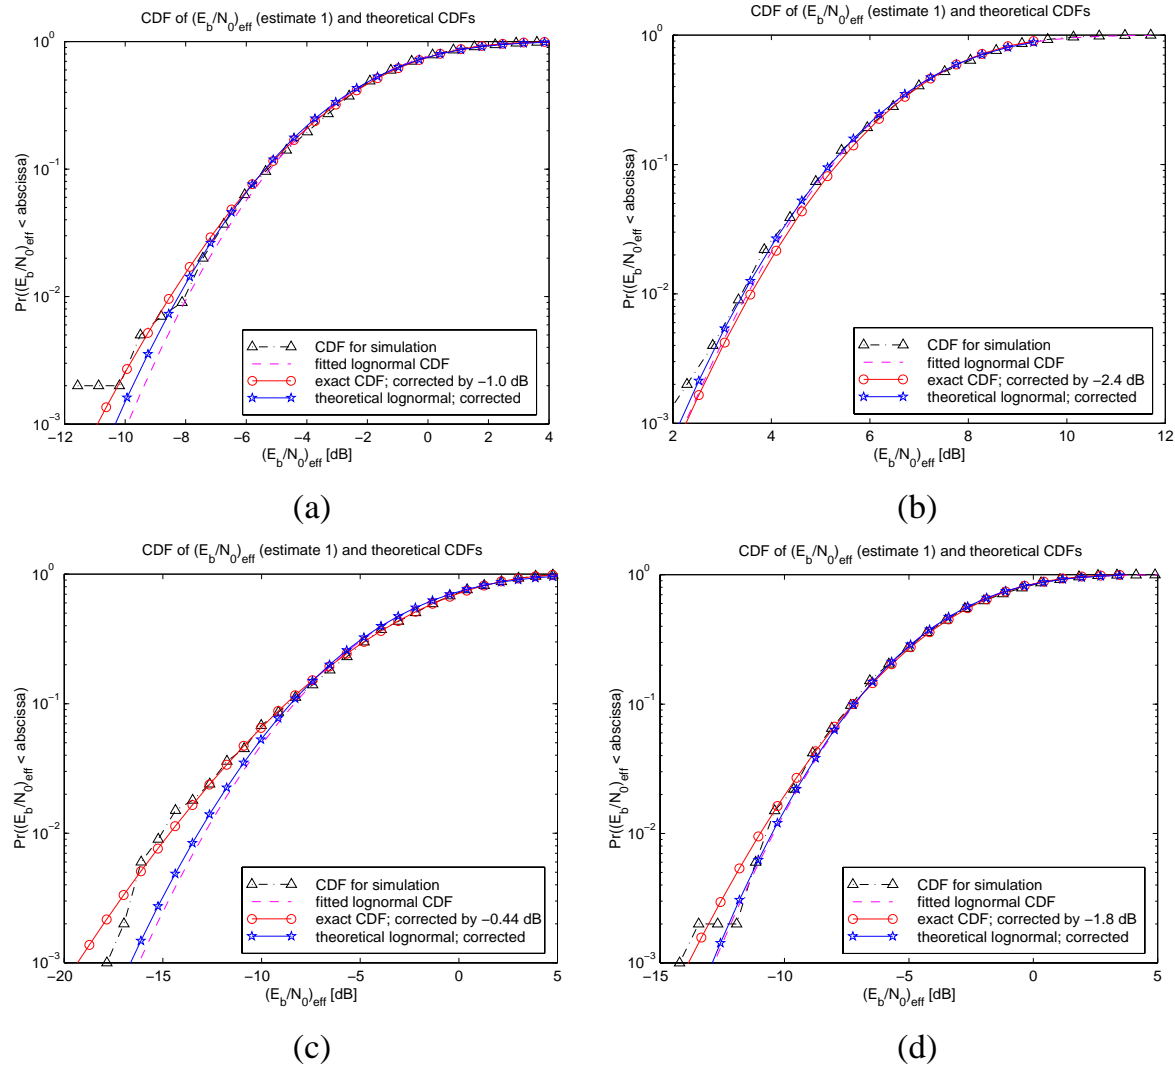 CDF of (E_b/N_0)_eff (estimate 1) and theoretical CDFs
Pr((E_b/N_0)_eff < abscissa)
10^0
10^−1
10^−2
10^−3
CDF for simulation
fitted lognormal CDF
exact CDF; corrected by −1.0 dB
theoretical lognormal; corrected
−12 −10 −8 −6 −4 −2 0 2 4
(E_b/N_0)_eff [dB]
(a)
CDF of (E_b/N_0)_eff (estimate 1) and theoretical CDFs
Pr((E_b/N_0)_eff < abscissa)
10^0
10^−1
10^−2
10^−3
CDF for simulation
fitted lognormal CDF
exact CDF; corrected by −2.4 dB
theoretical lognormal; corrected
2 4 6 8 10 12
(E_b/N_0)_eff [dB]
(b)
CDF of (E_b/N_0)_eff (estimate 1) and theoretical CDFs
Pr((E_b/N_0)_eff < abscissa)
10^0
10^−1
10^−2
10^−3
CDF for simulation
fitted lognormal CDF
exact CDF; corrected by −0.44 dB
theoretical lognormal; corrected
−20 −15 −10 −5 0 5
(E_b/N_0)_eff [dB]
(c)
CDF of (E_b/N_0)_eff (estimate 1) and theoretical CDFs
Pr((E_b/N_0)_eff < abscissa)
10^0
10^−1
10^−2
10^−3
CDF for simulation
fitted lognormal CDF
exact CDF; corrected by −1.8 dB
theoretical lognormal; corrected
−15 −10 −5 0 5
(E_b/N_0)_eff [dB]
(d)